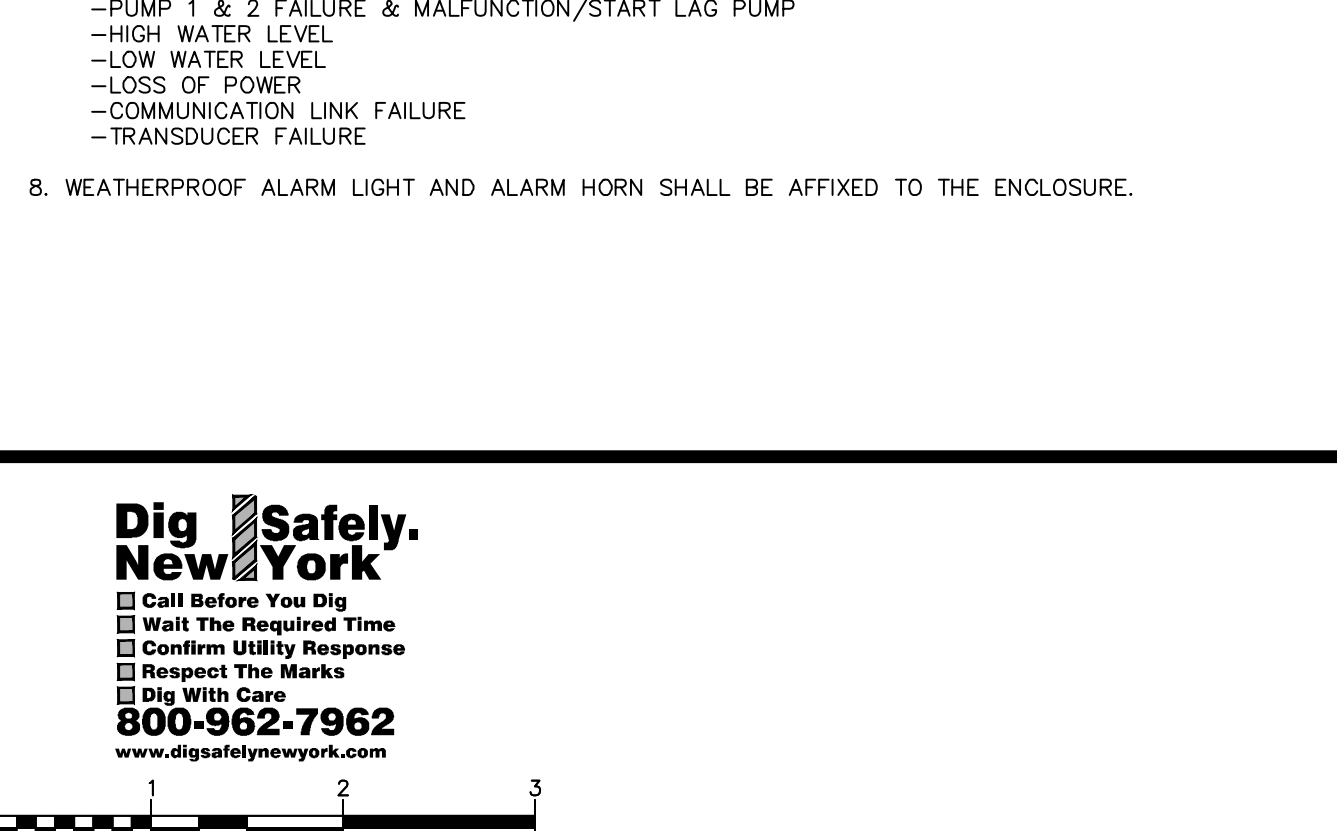 –PUMP 1 & 2 FAILURE & MALFUNCTION/START LAG PUMP
–HIGH WATER LEVEL
–LOW WATER LEVEL
–LOSS OF POWER
–COMMUNICATION LINK FAILURE
–TRANSDUCER FAILURE
8. WEATHERPROOF ALARM LIGHT AND ALARM HORN SHALL BE AFFIXED TO THE ENCLOSURE.
Dig Safely.
New York
Call Before You Dig
Wait The Required Time
Confirm Utility Response
Respect The Marks
Dig With Care
800-962-7962
www.digsafelynewyork.com
1 2 3